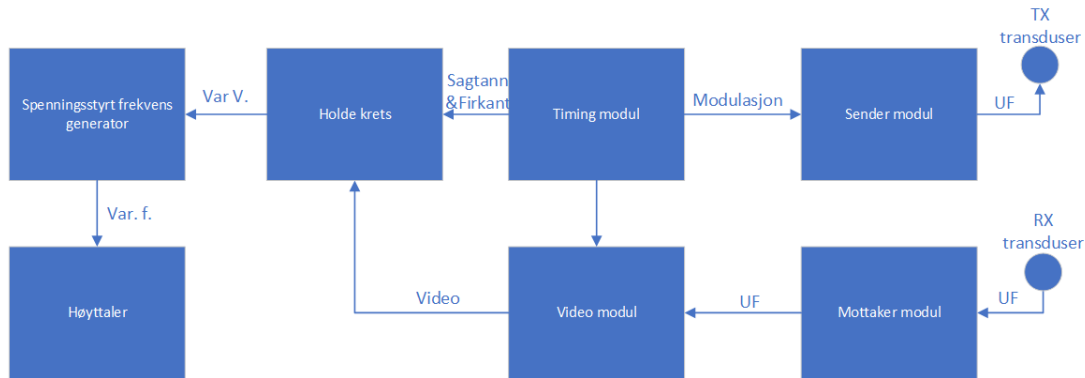 TX
transduser
Sagtann
&Firkant
Var V.
Modulasjon
UF
Spenningsstyrt frekvens
generator
Holde krets
Timing modul
Sender modul
Var. f.
RX
transduser
Video
UF
UF
Høyttaler
Video modul
Mottaker modul